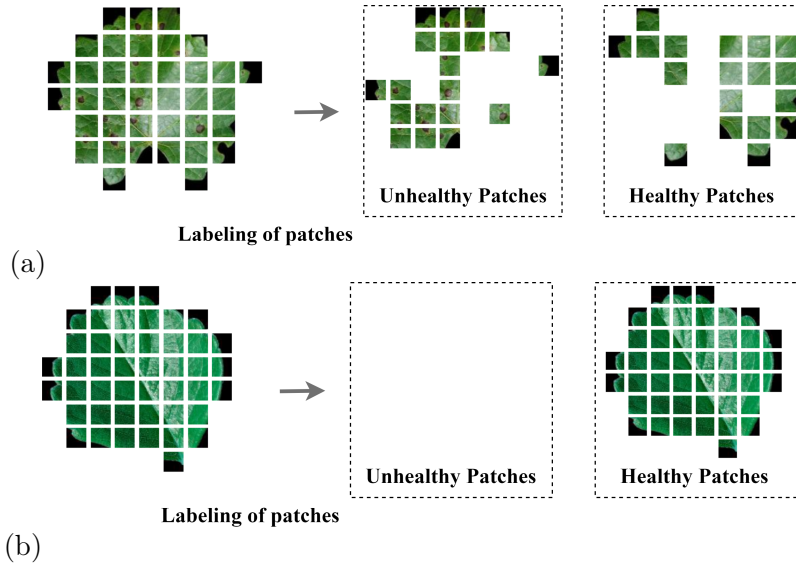 Unhealthy Patches
Healthy Patches
Labeling of patches
(a)
Unhealthy Patches
Healthy Patches
Labeling of patches
(b)